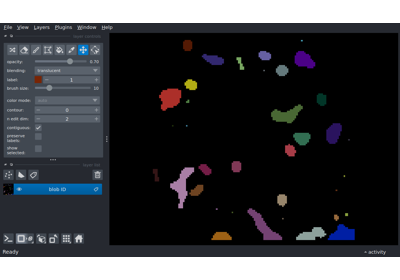 File View Layers Plugins Window Help
opacity: 0.70
blending: translucent
label: 1
brush size: 10
color mode:
contour: 0
n edit dim: 2
contiguous:
preserve
labels:
show
selected:
blob ID
Ready
activity